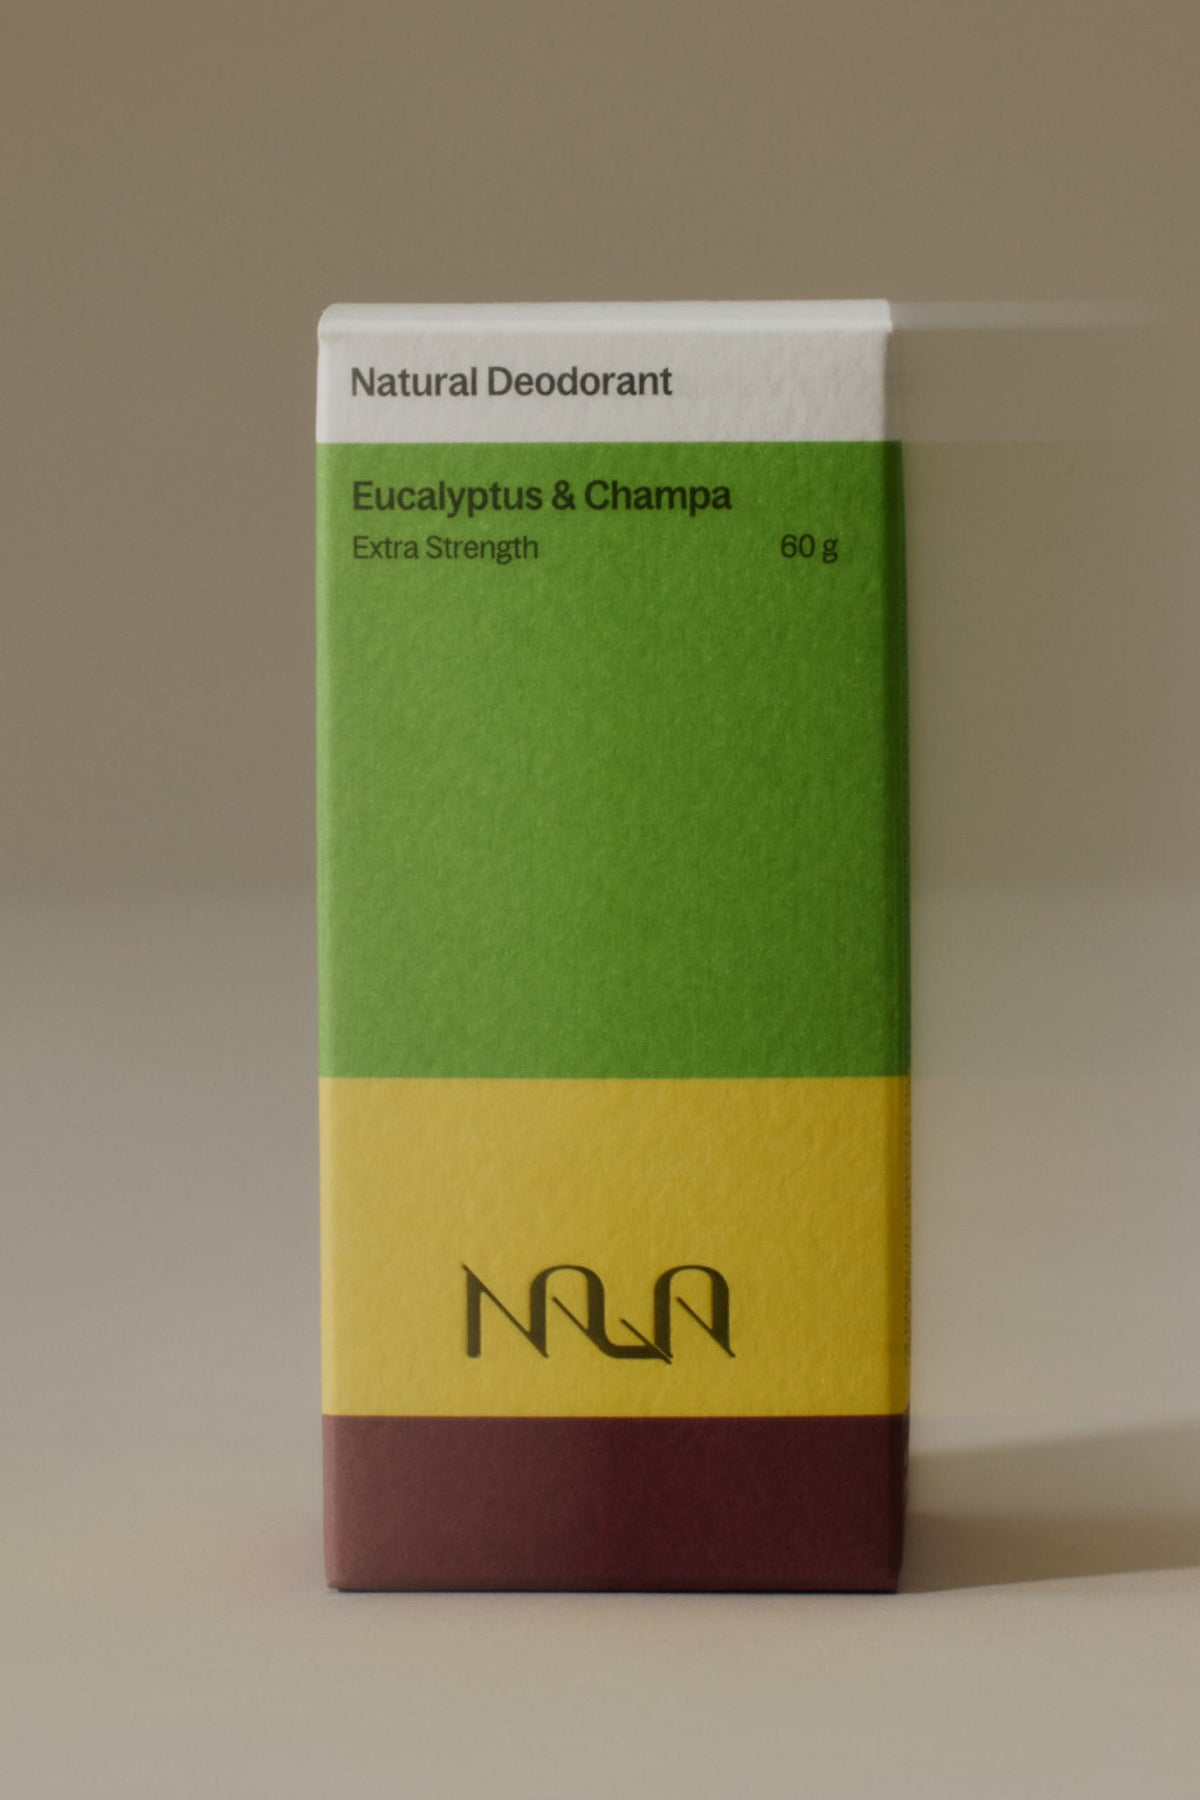 Natural Deodorant
Eucalyptus & Champa
Extra Strength 60 g
NALA